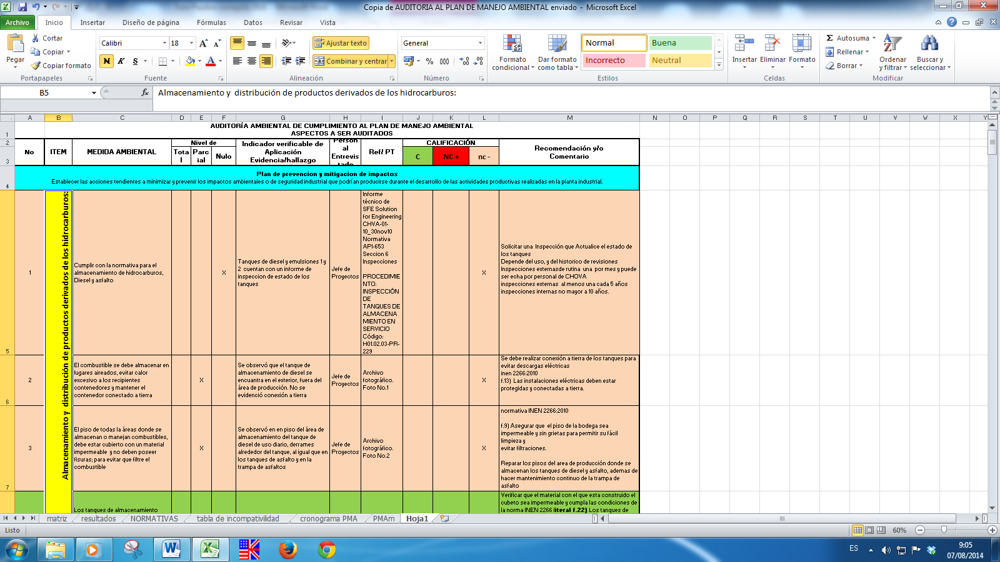 Copia de AUDITORIA AL PLAN DE MANEJO AMBIENTAL enviado - Microsoft Excel
Archivo Inicio Insertar Diseño de página Fórmulas Datos Revisar Vista
Pegar
Cortar
Copiar
Copiar formato
Portapapeles
Calibri 18
N K S
Fuente
Ajustar texto
Combinar y centrar
Alineación
General
% 000
Número
Formato
condicional
Dar formato
como tabla
Normal Buena
Incorrecto Neutral
Estilos
Insertar Eliminar Formato
Celdas
Autosuma
Rellenar
Borrar
Ordenar
y filtrar
Buscar y
seleccionar
Modificar
B5 fx Almacenamiento y distribución de productos derivados de los hidrocarburos:
A B C D E F G H I J K L M N O P Q R S T U V W X Y
1
AUDITORÍA AMBIENTAL DE CUMPLIMIENTO AL PLAN DE MANEJO AMBIENTAL
ASPECTOS A SER AUDITADOS
2
3
No
ITEM
MEDIDA AMBIENTAL
Nivel de
Tota
l
Parc
ial
Nulo
Indicador verificable de
Aplicación
Evidencia/hallazgo
Person
al
Entrevis
tado
Ref/ PT
CALIFICACIÓN
C
NC +
nc -
Recomendación y/o
Comentario
4
Plan de prevencion y mitigacion de impactos
Establecer las acciones tendientes a minimizar y prevenir los impactos ambientales o de seguridad industrial que podrían producirse durante el desarrollo de las actividades productivas realizadas en la planta industrial.
Almacenamiento y distribución de productos derivados de los hidrocarburos:
5
1
Cumplir con la normativa para el
almacenamiento de hidrocarburos,
Diesel y asfalto
X
Tanques de diesel y emulsiones 1 y
2 cuentan con un informe de
inspeccion de estado de los
tanques
Jefe de
Proyectos
Informe
técnico de
SFE Solution
for Engineering
CHVA-01-
10_30nov10
Normativa
API-653
Seccion 6
Inspecciones
PROCEDIMIE
NTO:
INSPECCIÓN
DE
TANQUES DE
ALMACENA
MIENTO EN
SERVICIO
Código:
H01.02.03-PR-
229
X
Solicitar una Inspección que Actualice el estado de
los tanques
Depende del uso, y del historico de revisiones
Inspecciones externasde rutina una por mes y puede
ser echa por personal de CHOVA
inspecciones externas al menos una cada 5 años
inspecciones internas no mayor a 10 años.
6
2
El combustible se debe almacenar en
lugares aireados, evitar calor
excesivo a los recipientes
contenedores y mantener el
contenedor conectado a tierra
X
Se observó que el tanque de
almacenamiento de diesel se
encuantra en el exterior, fuera del
área de producción. No se
evidenció conexión a tierra
Jefe de
Proyectos
Archivo
fotográfico.
Foto No.1
X
Se debe realizar conexión a tierra de los tanques para
evitar descargas eléctricas
inen 2266:2010
f.13) Las instalaciones eléctricas deben estar
protegidas y conectadas a tierra.
7
3
El piso de todas la áreas donde se
almacenan o manejan combustibles,
debe estar cubierto con un material
impermeable y no deben poseer
fisuras; para evitar que filtre el
combustible
X
Se observó en en piso del área de
almacenamiento del tanque de
diesel de uso diario, derrames
alrededor del tanque, al igual que en
los tanques de asfalto y en la
trampa de asfaltos
Jefe de
Proyectos
Archivo
fotográfico.
Foto No.2
X
normativa INEN 2266:2010
f.9) Asegurar que el piso de la bodega sea
impermeable y sin grietas para permitir su fácil
limpieza y
evitar filtraciones.
Reparar los pisos del area de producción donde se
almacenan los tanques de diesel y asfalto, ademas de
hacer mantenimiento continuo de la trampa de
asfalto
Los tanques de almacenamiento
Verificar que el material con el que esta construido el
cubeto sea impermeable y cumpla las condiciones de
la norma INEN 2266 literal f.22) Los tanques de
matriz resultados NORMATIVAS tabla de incompativilidad cronograma PMA PMAm Hoja1
Listo 60%
ES 9:05
07/08/2014